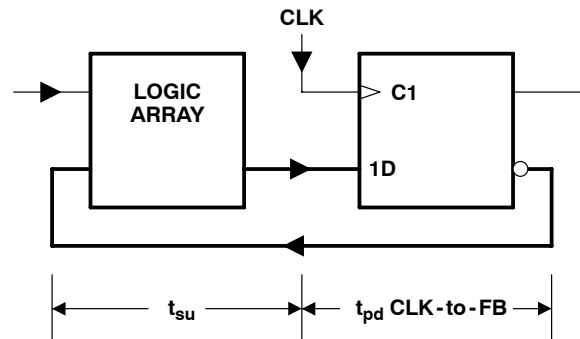 CLK
LOGIC
ARRAY
C1
1D
tsu
tpd CLK-to-FB